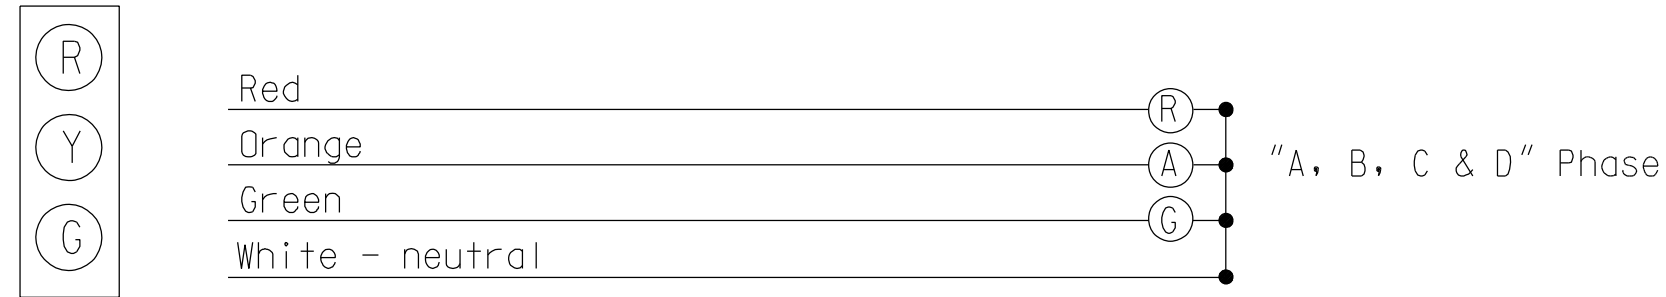 R
Y
G
Red
R
Orange
A
Green
G
White - neutral
"A, B, C & D" Phase